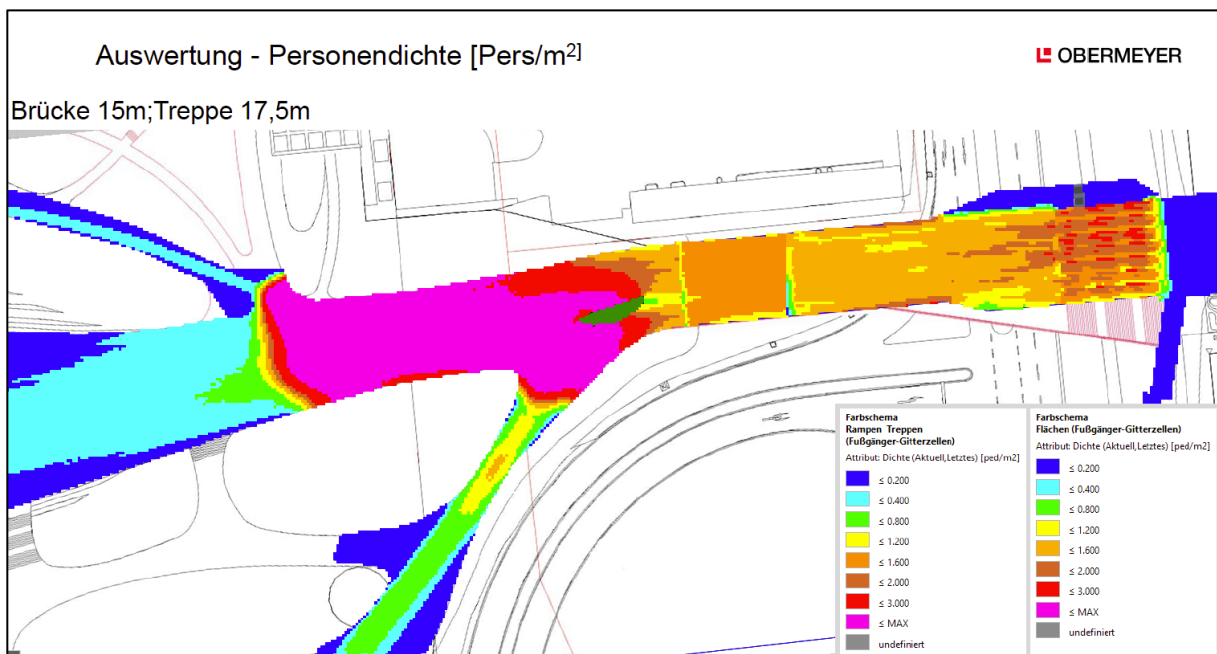 Auswertung - Personendichte [Pers/m²]
OBERMEYER
Brücke 15m;Treppe 17,5m
Farbschema
Rampen Treppen
(Fußgänger-Gitterzellen)
Attribut: Dichte (Aktuell,Letztes) [ped/m2]
≤ 0.200
≤ 0.400
≤ 0.800
≤ 1.200
≤ 1.600
≤ 2.000
≤ 3.000
≤ MAX
undefiniert
Farbschema
Flächen (Fußgänger-Gitterzellen)
Attribut: Dichte (Aktuell,Letztes) [ped/m2]
≤ 0.200
≤ 0.400
≤ 0.800
≤ 1.200
≤ 1.600
≤ 2.000
≤ 3.000
≤ MAX
undefiniert